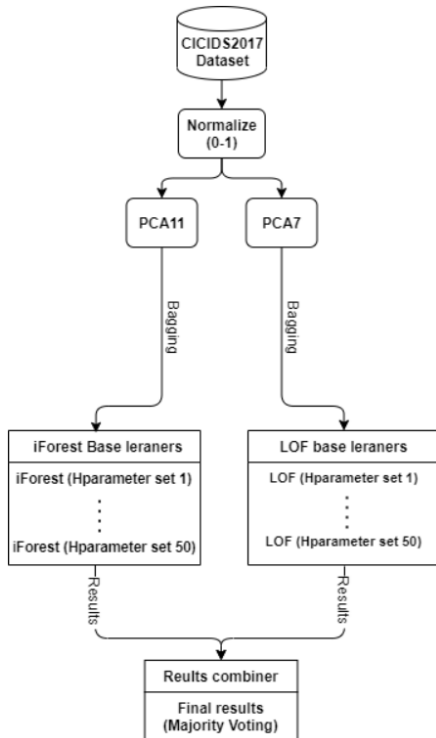 CICIDS2017
Dataset
Normalize
(0-1)
PCA11
PCA7
Bagging
Bagging
iForest Base leraners
iForest (Hparameter set 1)
iForest (Hparameter set 50)
LOF base leraners
LOF (Hparameter set 1)
LOF (Hparameter set 50)
Results
Results
Reults combiner
Final results
(Majority Voting)